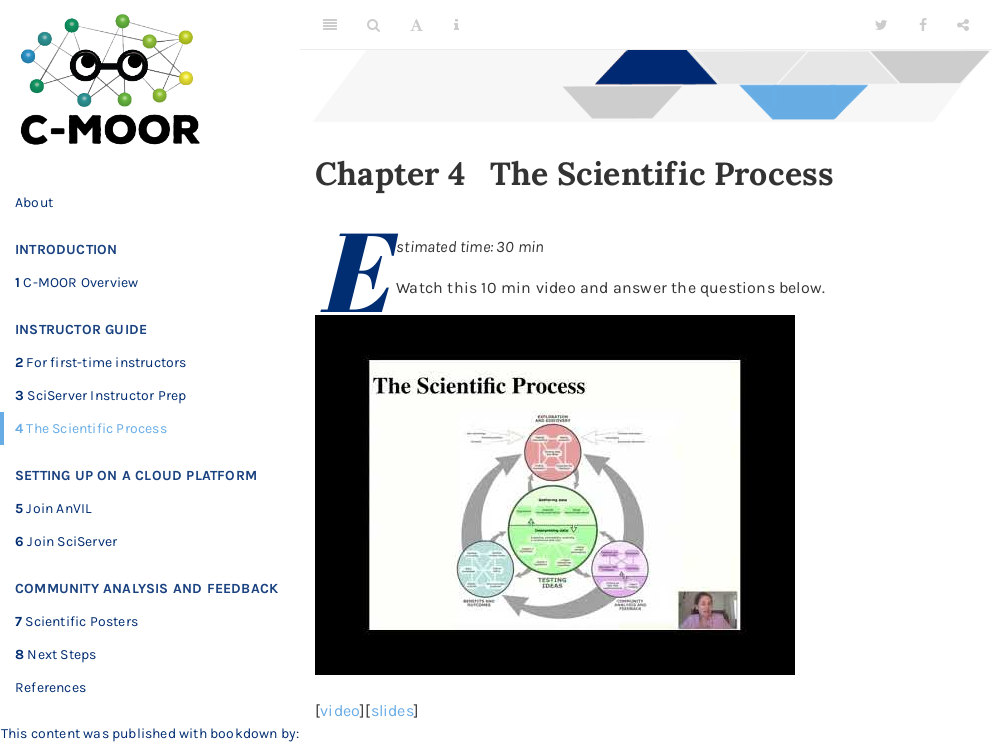 C-MOOR
About
INTRODUCTION
1 C-MOOR Overview
INSTRUCTOR GUIDE
2 For first-time instructors
3 SciServer Instructor Prep
4 The Scientific Process
SETTING UP ON A CLOUD PLATFORM
5 Join AnVIL
6 Join SciServer
COMMUNITY ANALYSIS AND FEEDBACK
7 Scientific Posters
8 Next Steps
References
This content was published with bookdown by:
Chapter 4 The Scientific Process
Estimated time: 30 min
Watch this 10 min video and answer the questions below.
The Scientific Process
EXPLORATION
AND DISCOVERY
Gathering data
Interpreting data
TESTING
IDEAS
BENEFITS AND
OUTCOMES
COMMUNITY
ANALYSIS AND
FEEDBACK
[video][slides]